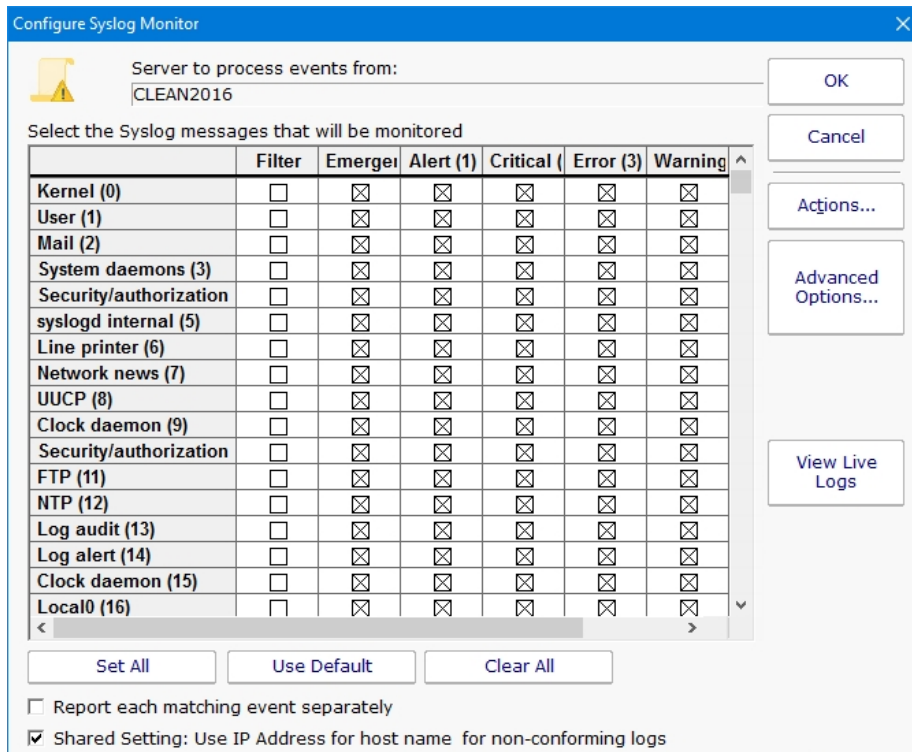 Configure Syslog Monitor
Server to process events from:
CLEAN2016
OK
Cancel
Actions...
Advanced
Options...
View Live
Logs
Select the Syslog messages that will be monitored
Filter Emerger Alert (1) Critical ( Error (3) Warning
Kernel (0)
User (1)
Mail (2)
System daemons (3)
Security/authorization
syslogd internal (5)
Line printer (6)
Network news (7)
UUCP (8)
Clock daemon (9)
Security/authorization
FTP (11)
NTP (12)
Log audit (13)
Log alert (14)
Clock daemon (15)
Local0 (16)
Set All Use Default Clear All
Report each matching event separately
Shared Setting: Use IP Address for host name for non-conforming logs